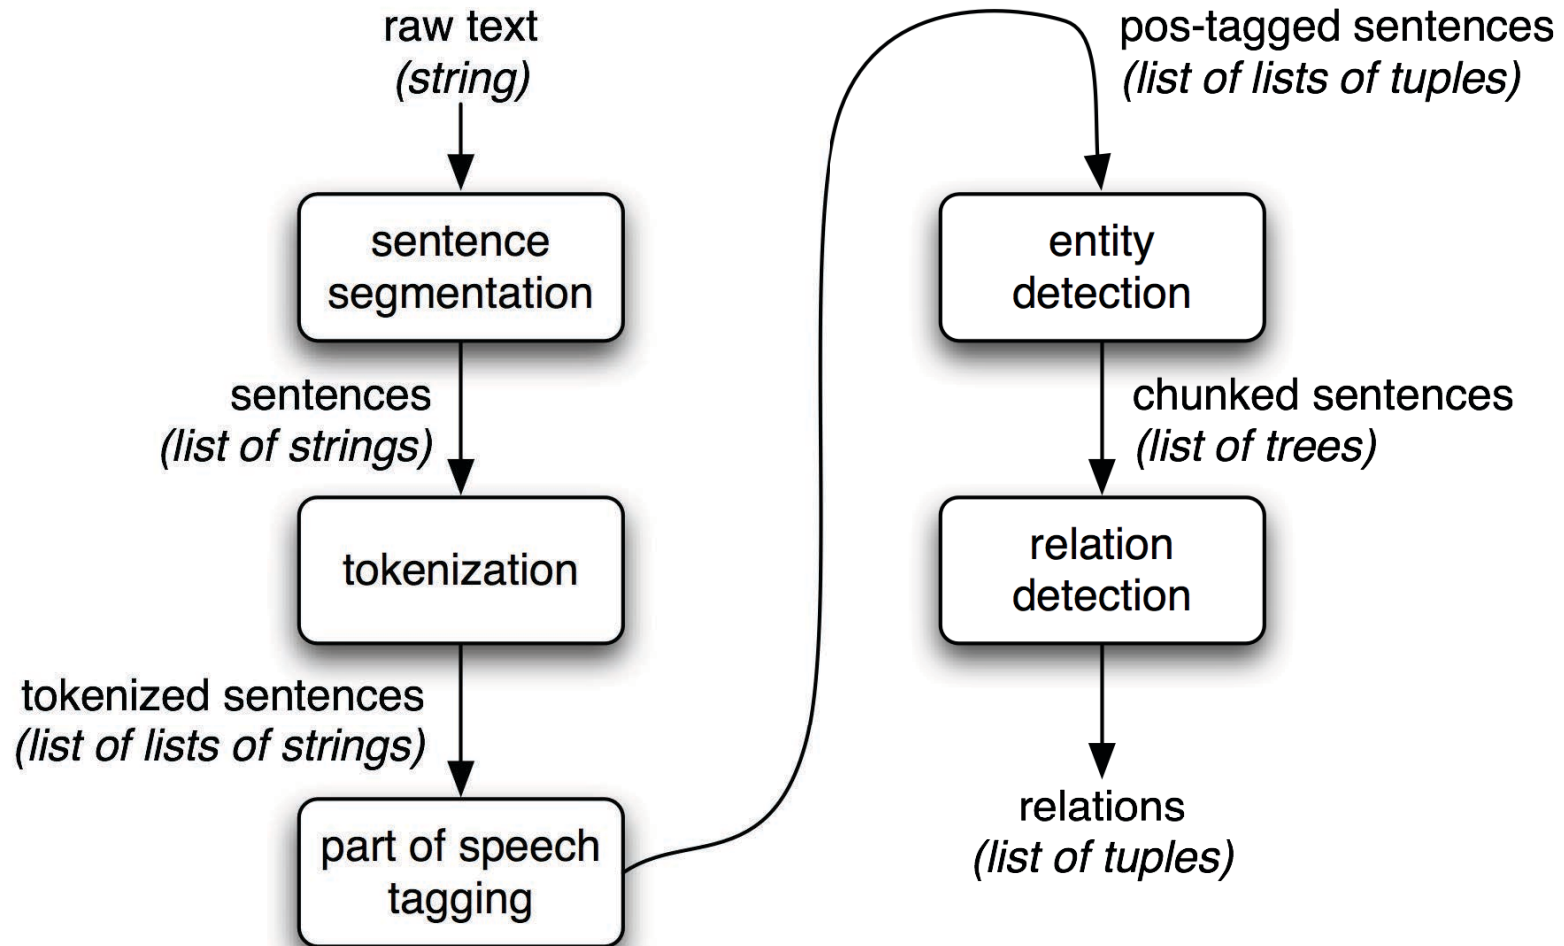 raw text
(string)
sentence
segmentation
sentences
(list of strings)
tokenization
tokenized sentences
(list of lists of strings)
part of speech
tagging
pos-tagged sentences
(list of lists of tuples)
entity
detection
chunked sentences
(list of trees)
relation
detection
relations
(list of tuples)